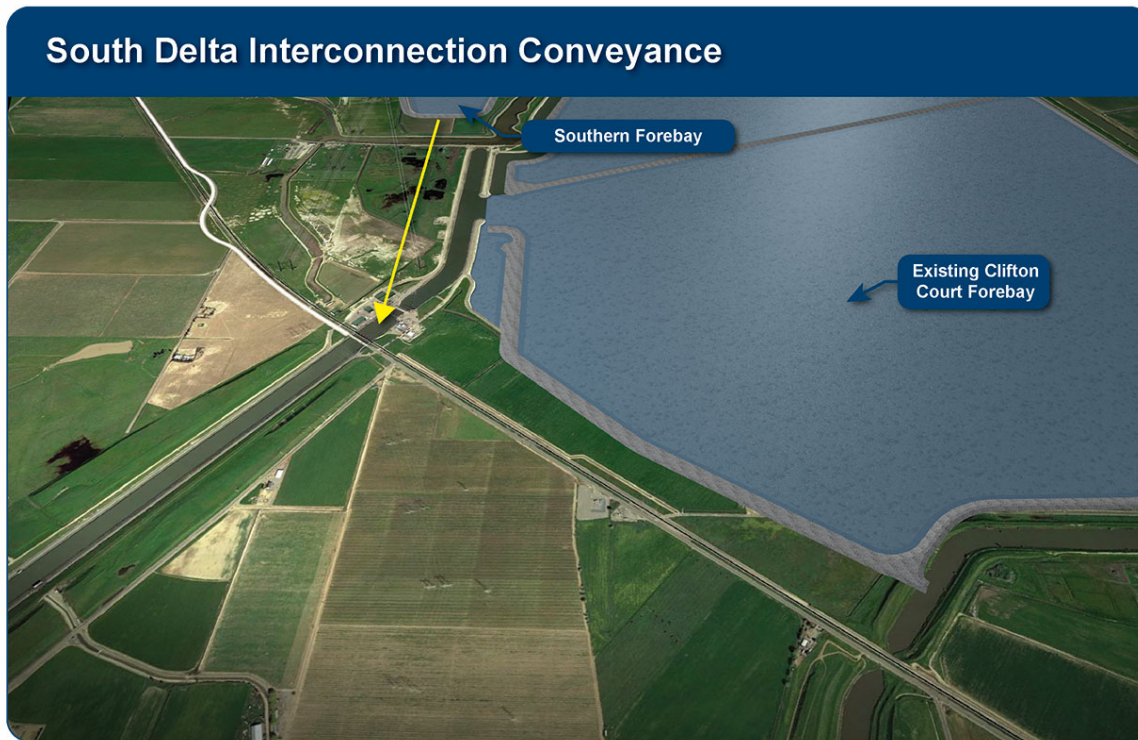 South Delta Interconnection Conveyance
Southern Forebay
Existing Clifton
Court Forebay